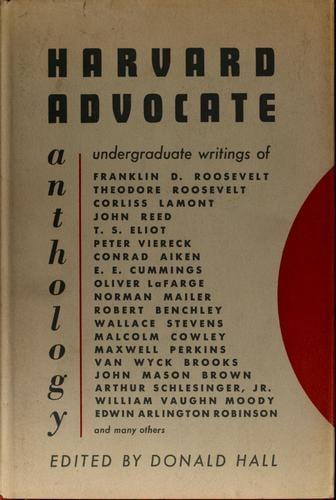 HARVARD
ADVOCATE
anthology
undergraduate writings of
FRANKLIN D. ROOSEVELT
THEODORE ROOSEVELT
CORLISS LAMONT
JOHN REED
T. S. ELIOT
PETER VIERECK
CONRAD AIKEN
E. E. CUMMINGS
OLIVER LaFARGE
NORMAN MAILER
ROBERT BENCHLEY
WALLACE STEVENS
MALCOLM COWLEY
MAXWELL PERKINS
VAN WYCK BROOKS
JOHN MASON BROWN
ARTHUR SCHLESINGER, JR.
WILLIAM VAUGHN MOODY
EDWIN ARLINGTON ROBINSON
and many others
EDITED BY DONALD HALL